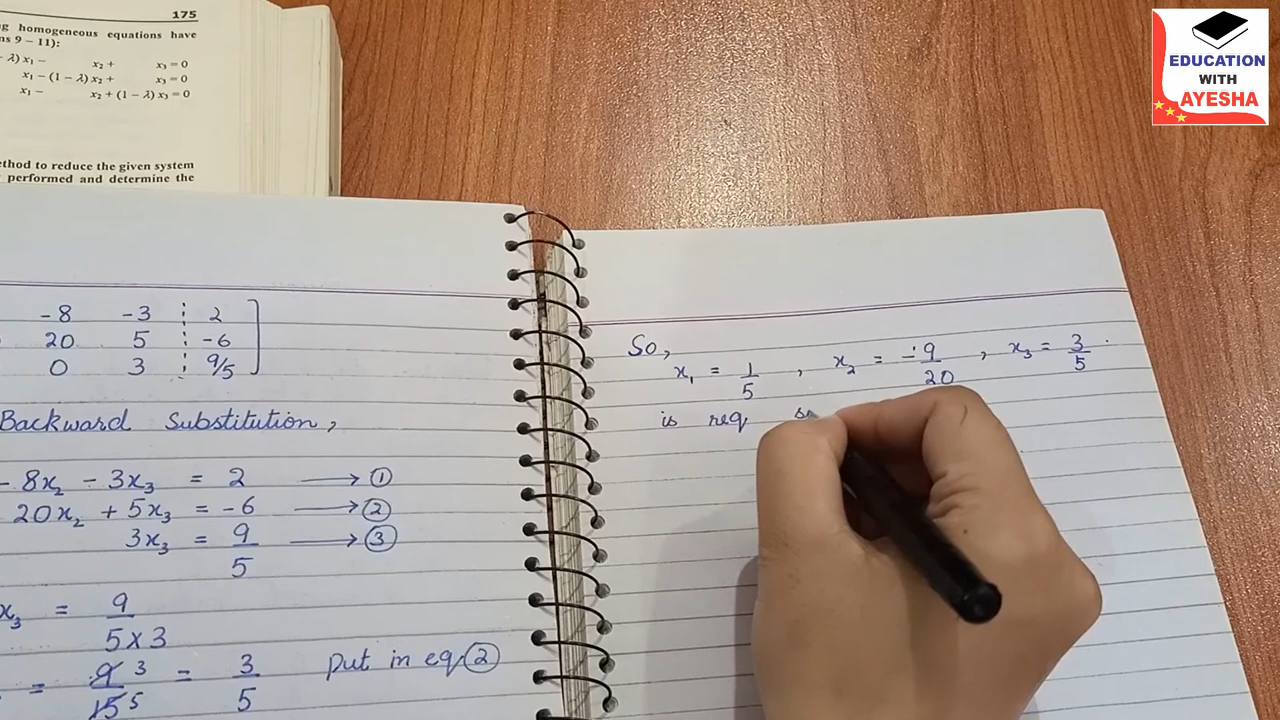 175
g homogeneous equations have
ns 9 – 11):
– λ) x₁ – x₂ + x₃ = 0
x₁ – (1 – λ) x₂ + x₃ = 0
x₁ – x₂ + (1 – λ) x₃ = 0
ethod to reduce the given system
performed and determine the
EDUCATION
WITH
AYESHA
-8 -3 2
20 5 -6
0 3 9/5
Backward Substitution,
- 8x₂ - 3x₃ = 2 → ①
20x₂ + 5x₃ = -6 → ②
3x₃ = 9/5 → ③
x₃ = 9/5x3
= 9 3/15 5 = 3/5 put in eq ②
So,
x₁ = 1/5 , x₂ = -9/20 , x₃ = 3/5 .
is req